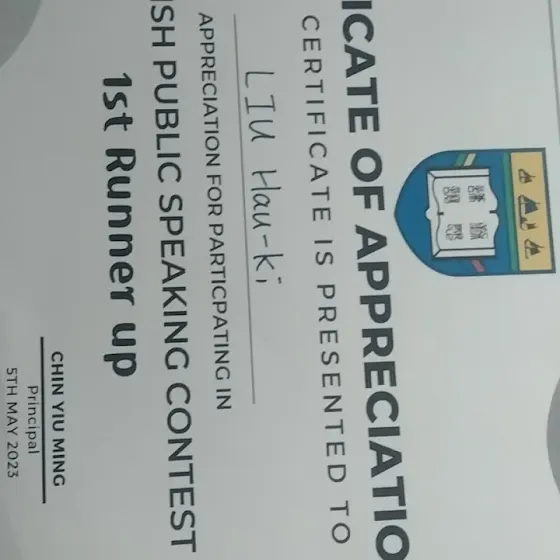 ICATE OF APPRECIATIO
CERTIFICATE IS PRESENTED TO
LIU Hau-ki
APPRECIATION FOR PARTICPATING IN
ISH PUBLIC SPEAKING CONTEST
1st Runner up
CHIN YIU MING
Principal
5TH MAY 2023